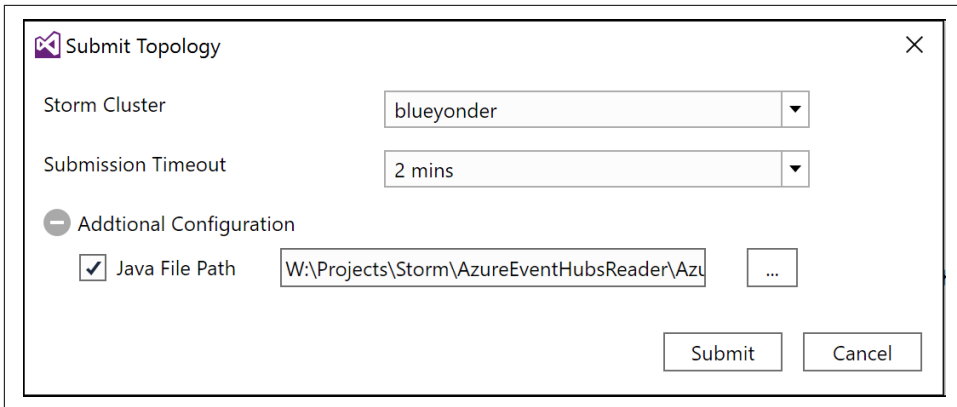 Submit Topology
Storm Cluster
blueyonder
Submission Timeout
2 mins
Addtional Configuration
Java File Path
W:\Projects\Storm\AzureEventHubsReader\Azu
...
Submit
Cancel